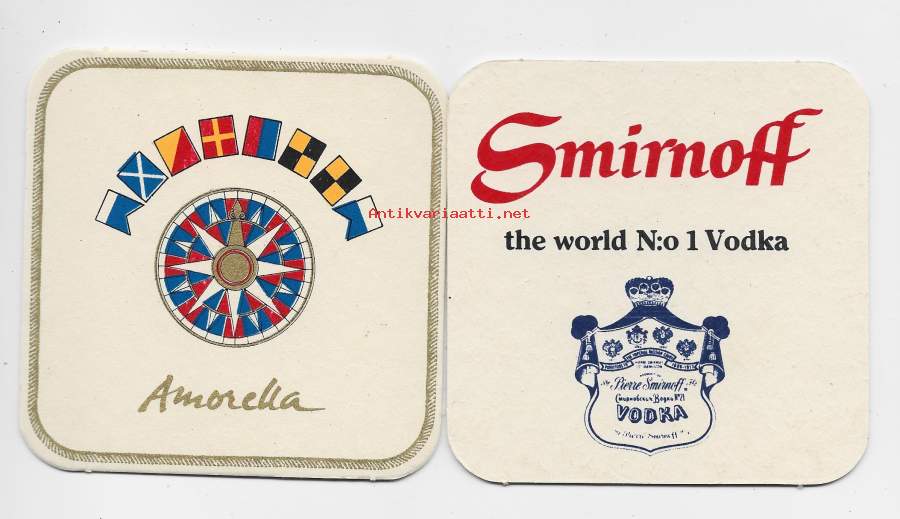 Amorella
Smirnoff
Antikvariaatti.net
the world N:o 1 Vodka
Pierre Smirnoff
VODKA